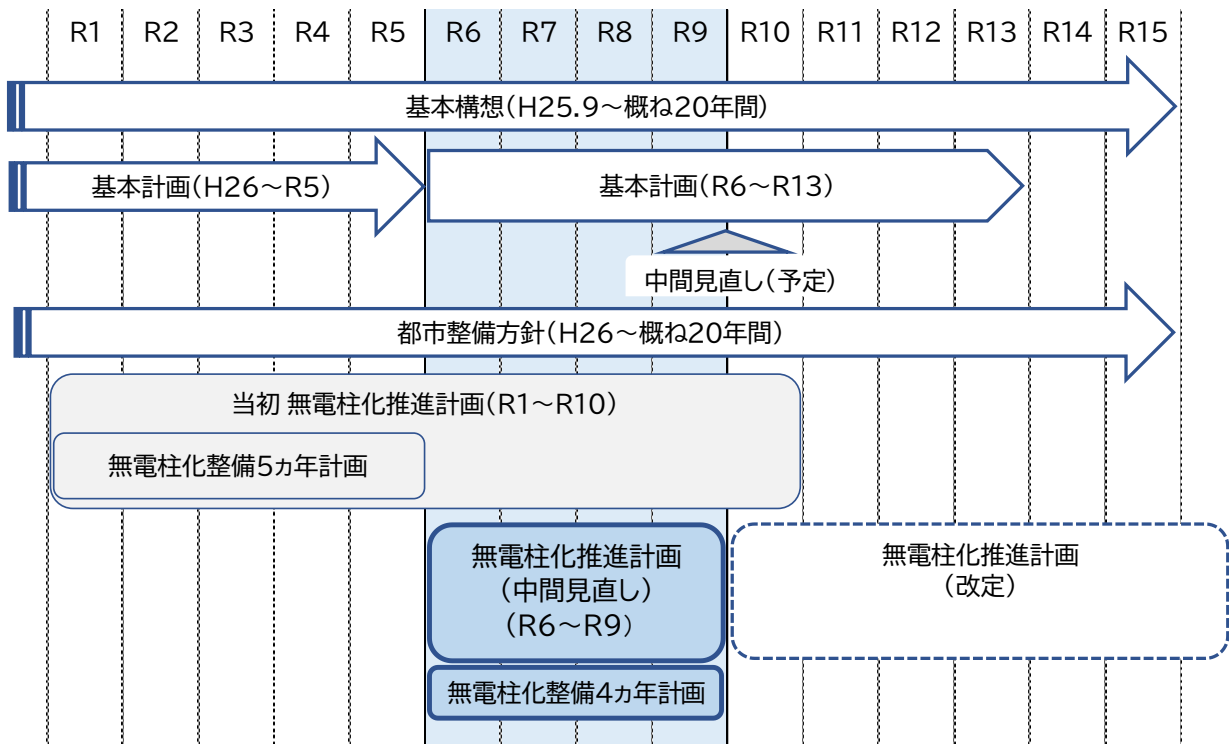 R1 R2 R3 R4 R5 R6 R7 R8 R9 R10 R11 R12 R13 R14 R15
基本構想(H25.9～概ね20年間)
基本計画(H26～R5)
基本計画(R6～R13)
中間見直し(予定)
都市整備方針(H26～概ね20年間)
当初 無電柱化推進計画(R1～R10)
無電柱化整備5ヵ年計画
無電柱化推進計画
(中間見直し)
(R6～R9)
無電柱化推進計画
(改定)
無電柱化整備4ヵ年計画